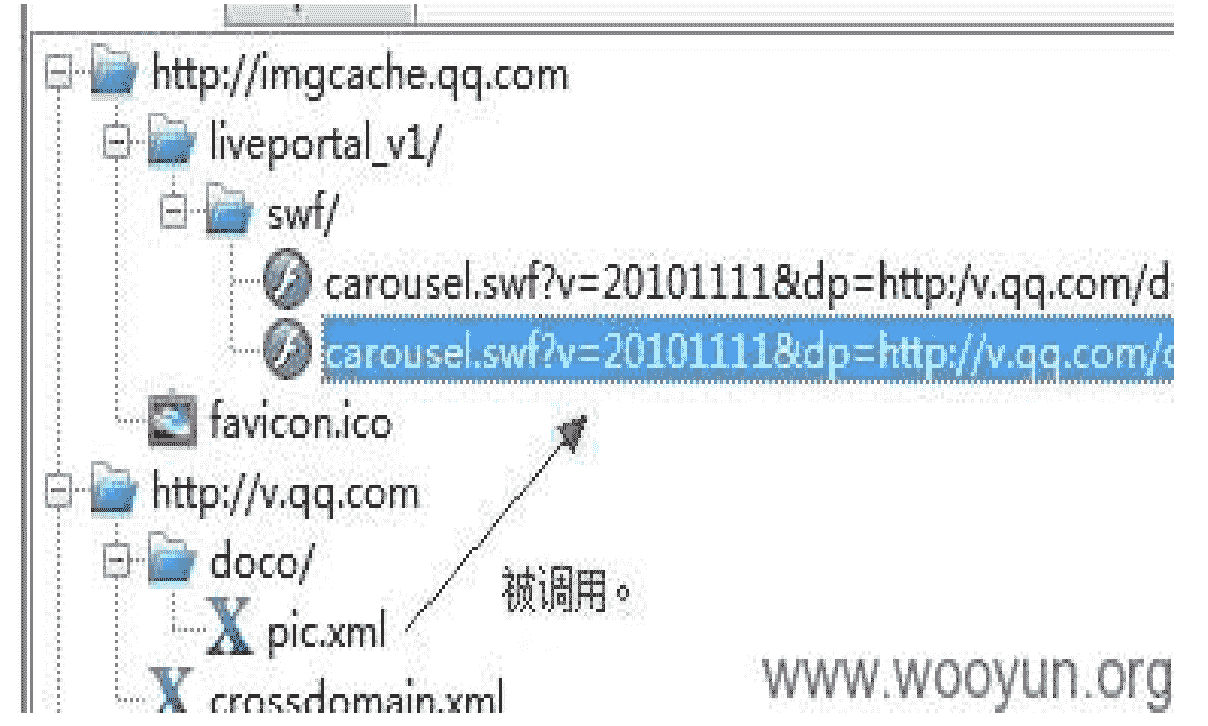 http://imgcache.qq.com
liveportal_v1/
swf/
carousel.swf?v=20101111&dp=http:/v.qq.com/d
carousel.swf?v=20101111&dp=http://v.qq.com/d
favicon.ico
http://v.qq.com
doco/
被调用。
pic.xml
www.wooyun.org
crossdomain.xml